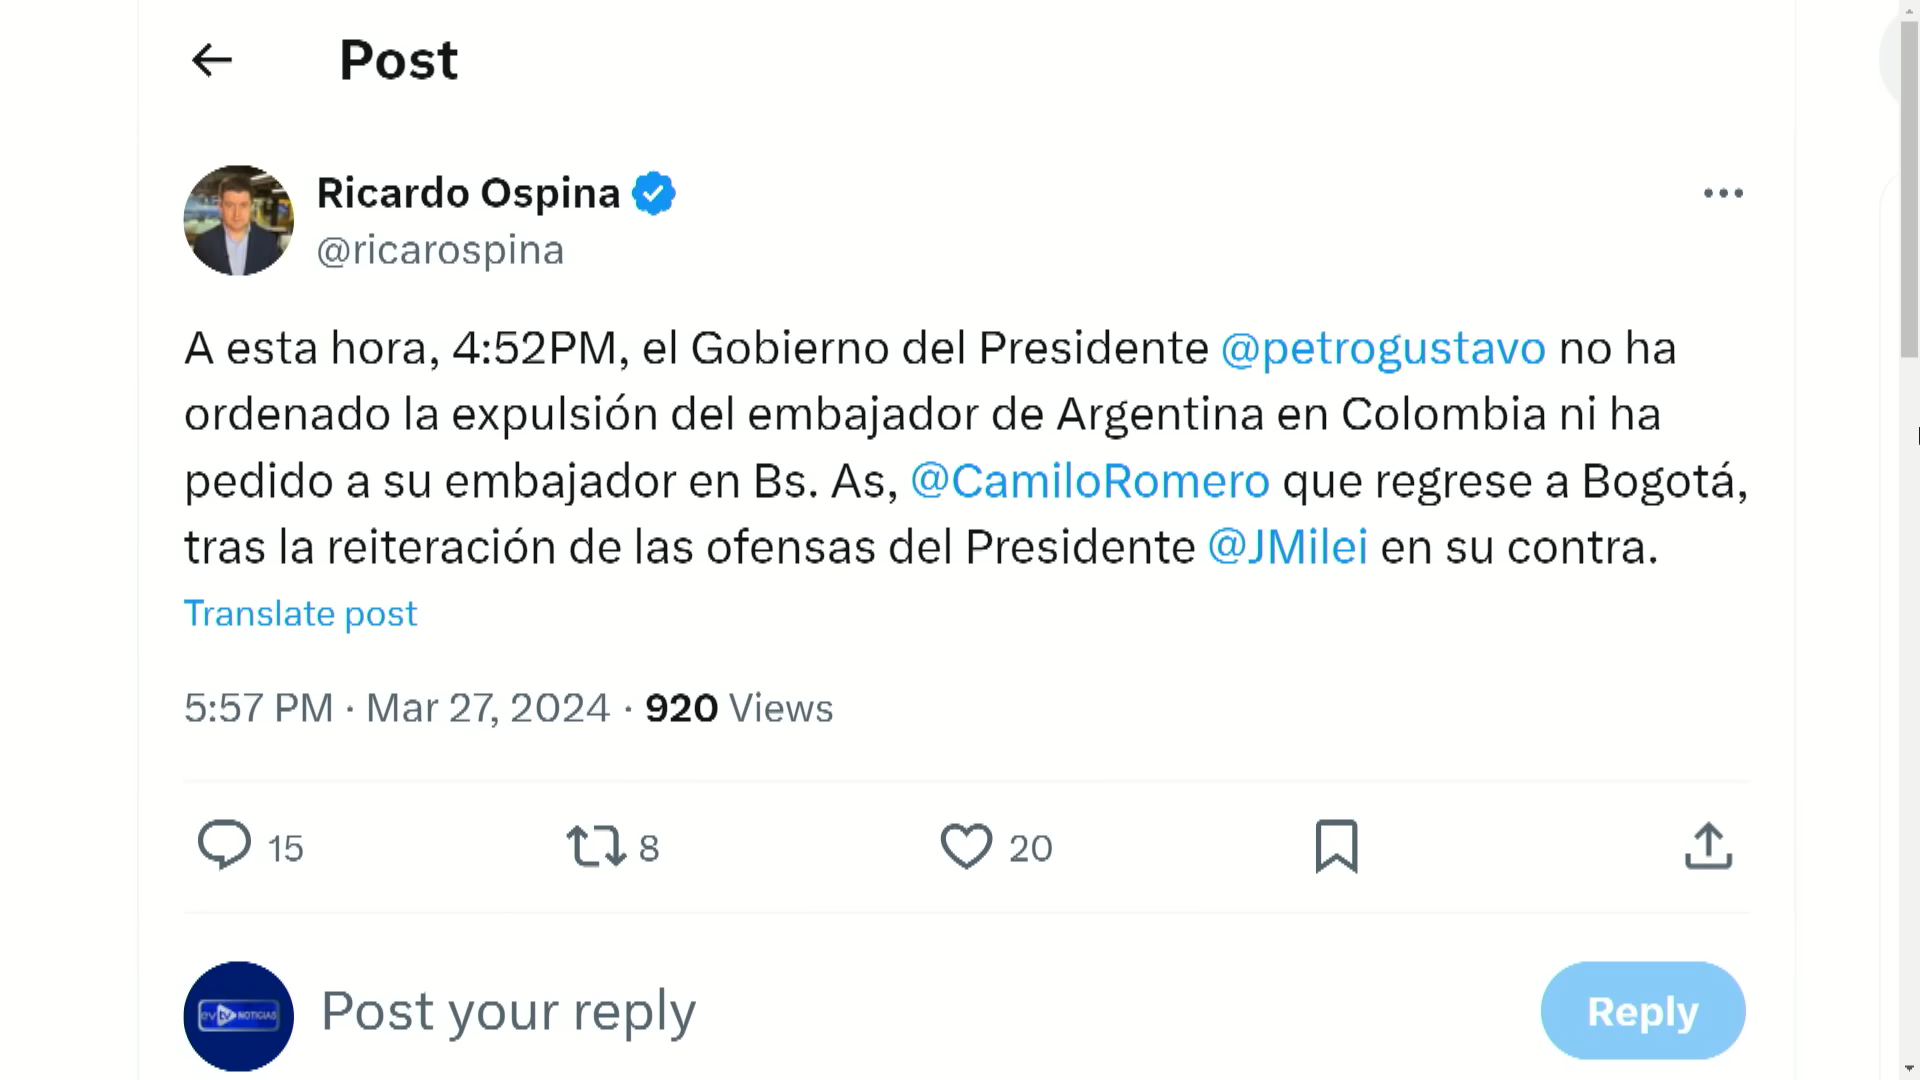 Post
Ricardo Ospina
@ricarospina
A esta hora, 4:52PM, el Gobierno del Presidente @petrogustavo no ha
ordenado la expulsión del embajador de Argentina en Colombia ni ha
pedido a su embajador en Bs. As, @CamiloRomero que regrese a Bogotá,
tras la reiteración de las ofensas del Presidente @JMilei en su contra.
Translate post
5:57 PM · Mar 27, 2024 · 920 Views
15 8 20
evtv NOTICIAS
Post your reply
Reply